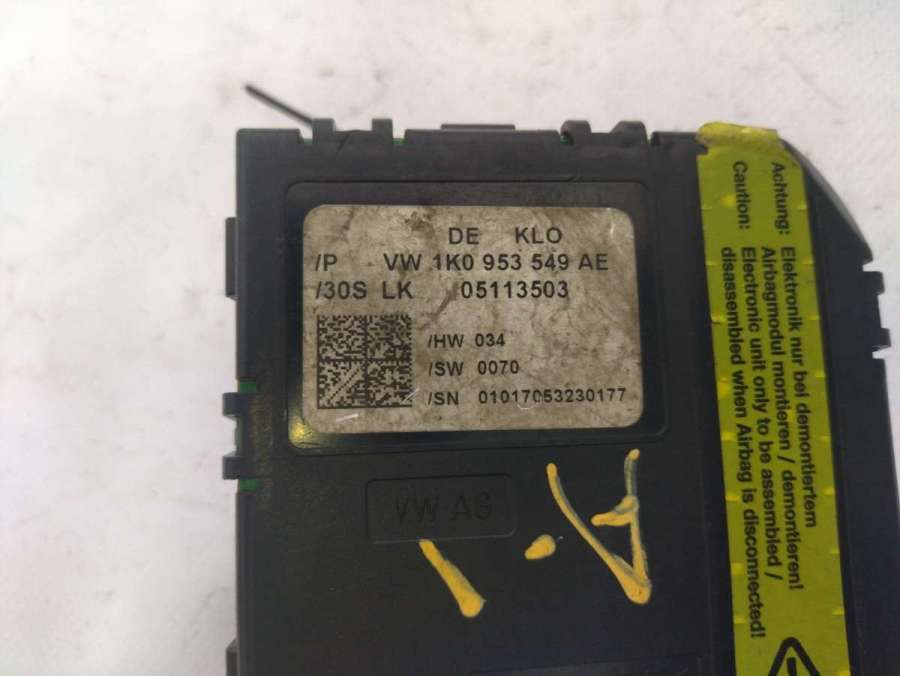 DE KLO
/P VW 1K0 953 549 AE
/30S LK 05113503
/HW 034
/SW 0070
/SN 01017053230177
VW AG
1-A
Achtung: Elektronik nur bei demontiertem
Airbagmodul montieren / demontieren!
Caution: Electronic unit only to be assembled /
disassembled when Airbag is disconnected!